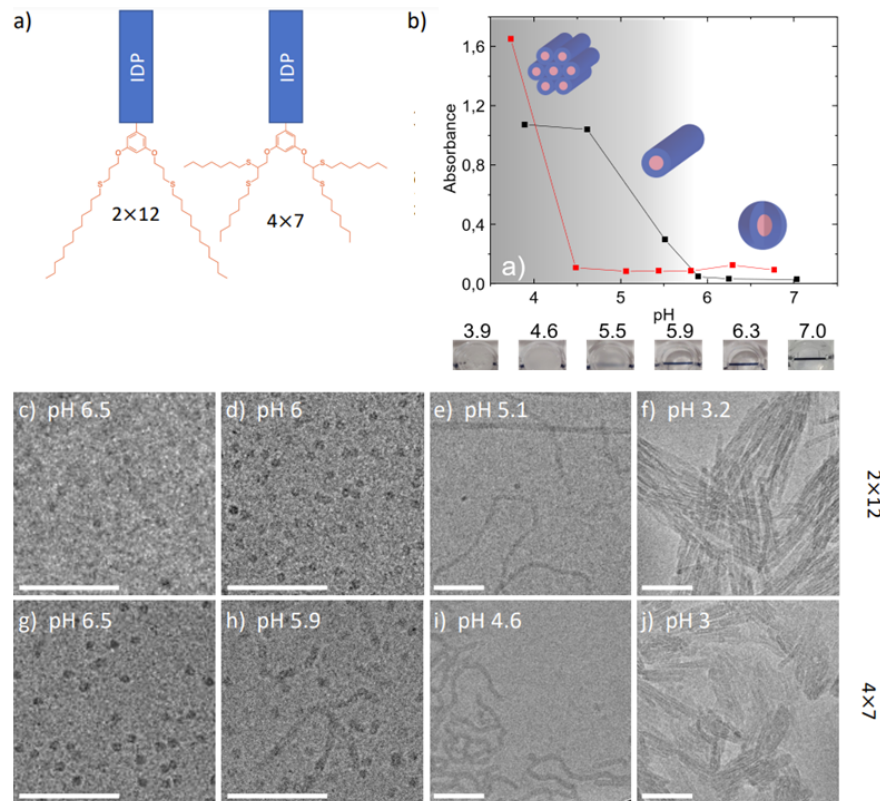 a)
IDP
IDP
O
O
S
S
2×12
O
O
S
S
S
S
4×7
b)
1,6
1,2
0,8
0,4
0,0
Absorbance
a)
4
5
6
7
pH
3.9
4.6
5.5
5.9
6.3
7.0
c) pH 6.5
d) pH 6
e) pH 5.1
f) pH 3.2
2×12
g) pH 6.5
h) pH 5.9
i) pH 4.6
j) pH 3
4×7